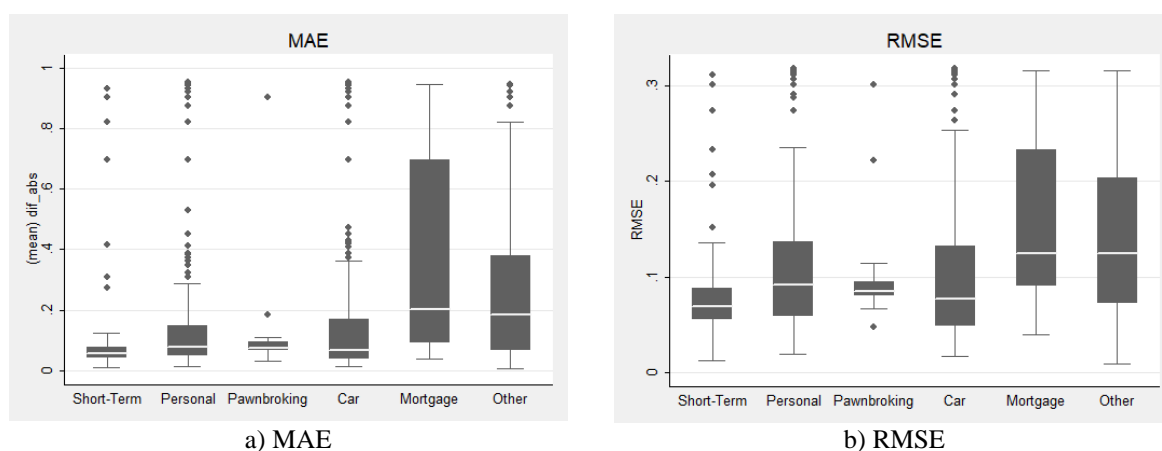 MAE
(mean) dif_abs
1
.8
.6
.4
.2
0
Short-Term Personal Pawnbroking Car Mortgage Other
a) MAE
RMSE
RMSE
.3
.2
.1
0
Short-Term Personal Pawnbroking Car Mortgage Other
b) RMSE